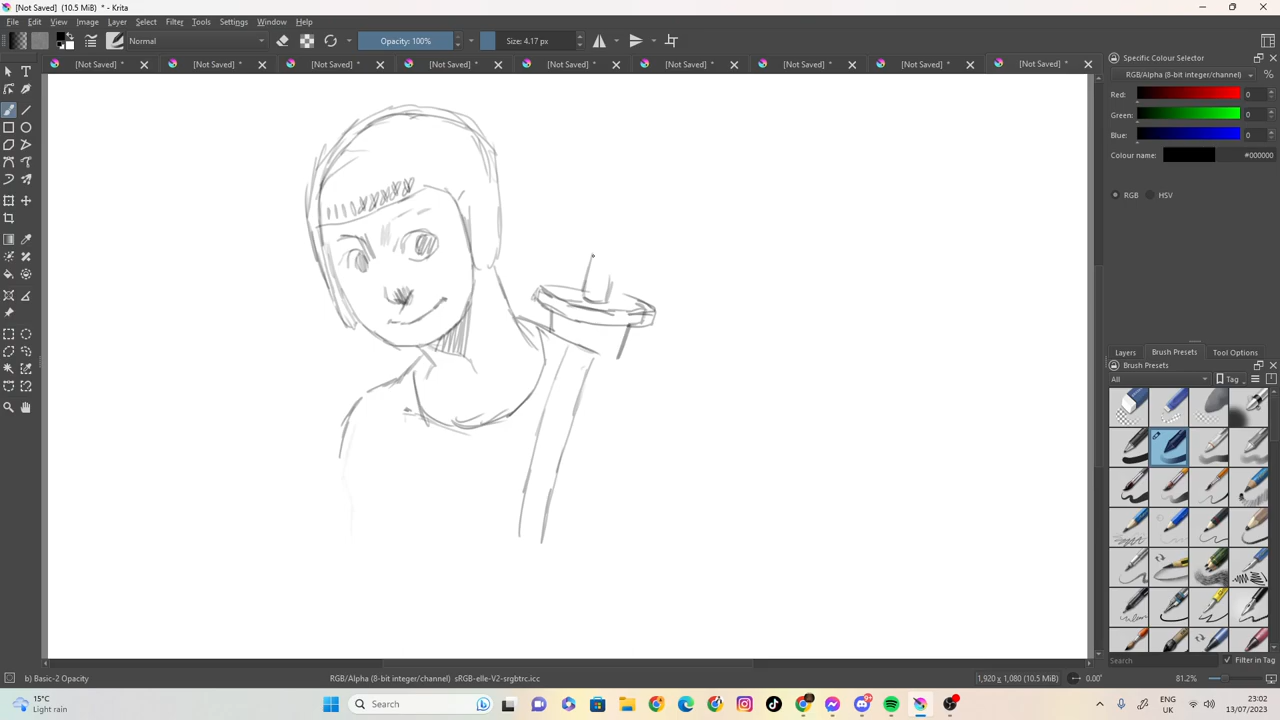 [Not Saved] (10.5 MiB) * - Krita
File Edit View Image Layer Select Filter Tools Settings Window Help
Normal Opacity: 100% Size: 4.17 px
[Not Saved] * [Not Saved] * [Not Saved] * [Not Saved] * [Not Saved] * [Not Saved] * [Not Saved] * [Not Saved] * [Not Saved] *
Specific Colour Selector
RGB/Alpha (8-bit integer/channel) %
Red: 0
Green: 0
Blue: 0
Colour name: #000000
RGB HSV
Layers Brush Presets Tool Options
Brush Presets
All Tag
Search Filter in Tag
b) Basic-2 Opacity RGB/Alpha (8-bit integer/channel) sRGB-elle-V2-srgbtrc.icc 1,920 x 1,080 (10.5 MiB) 0.00° 81.2%
15°C
Light rain
Search
9+
ENG
UK
23:02
13/07/2023